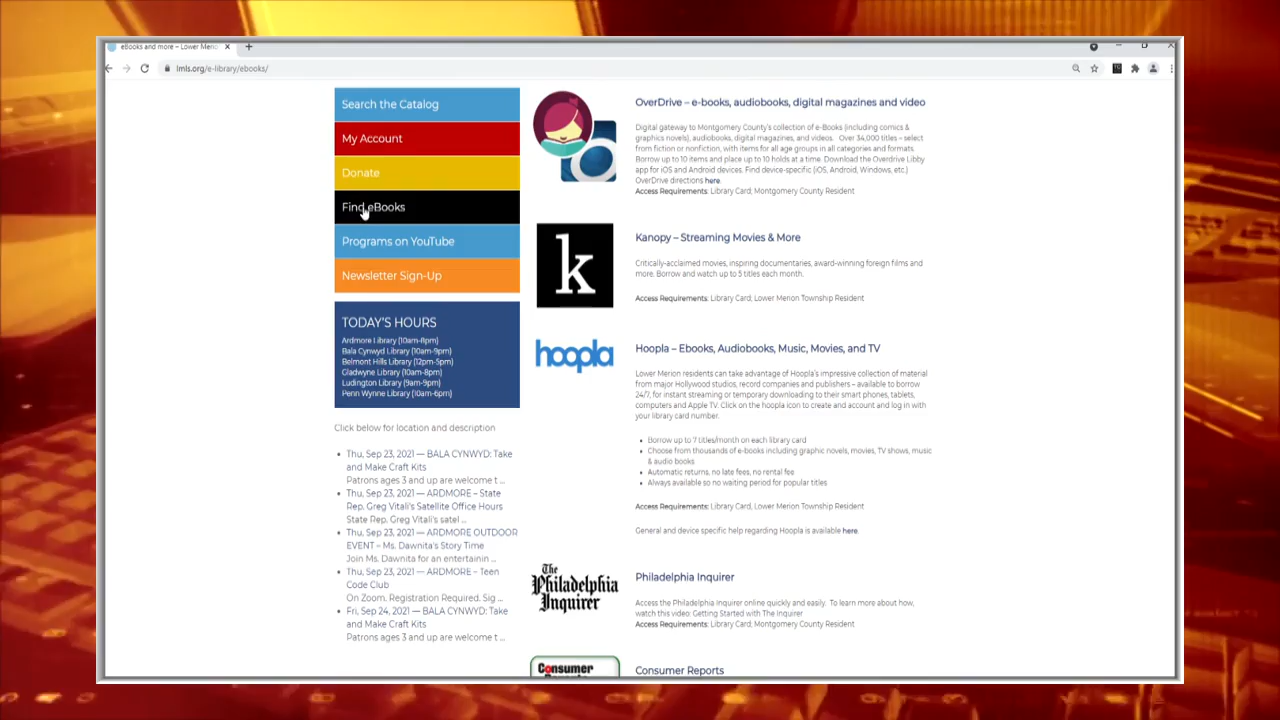 eBooks and more – Lower Merio
lmls.org/e-library/ebooks/
Search the Catalog
My Account
Donate
Find eBooks
Programs on YouTube
Newsletter Sign-Up
TODAY'S HOURS
Ardmore Library (10am-8pm)
Bala Cynwyd Library (10am-9pm)
Belmont Hills Library (12pm-5pm)
Gladwyne Library (10am-8pm)
Ludington Library (9am-9pm)
Penn Wynne Library (10am-6pm)
Click below for location and description
Thu, Sep 23, 2021 — BALA CYNWYD: Take
and Make Craft Kits
Patrons ages 3 and up are welcome t ...
Thu, Sep 23, 2021 — ARDMORE – State
Rep. Greg Vitali's Satellite Office Hours
State Rep. Greg Vitali's satel ...
Thu, Sep 23, 2021 — ARDMORE OUTDOOR
EVENT – Ms. Dawnita's Story Time
Join Ms. Dawnita for an entertainin ...
Thu, Sep 23, 2021 — ARDMORE – Teen
Code Club
On Zoom. Registration Required. Sig ...
Fri, Sep 24, 2021 — BALA CYNWYD: Take
and Make Craft Kits
Patrons ages 3 and up are welcome t ...
OverDrive – e-books, audiobooks, digital magazines and video
Digital gateway to Montgomery County's collection of e-Books (including comics &
graphic novels), audiobooks, digital magazines, and videos. Over 34,000 titles – select
from fiction or nonfiction, with items for all age groups in all categories and formats.
Borrow up to 10 items and place up to 10 holds at a time. Download the Overdrive Libby
app for iOS and Android devices. Find device-specific (iOS, Android, Windows, etc.)
OverDrive directions here.
Access Requirements: Library Card; Montgomery County Resident
k
Kanopy – Streaming Movies & More
Critically-acclaimed movies, inspiring documentaries, award-winning foreign films and
more. Borrow and watch up to 5 titles each month.
Access Requirements: Library Card; Lower Merion Township Resident
hoopla
Hoopla – Ebooks, Audiobooks, Music, Movies, and TV
Lower Merion residents can take advantage of Hoopla's impressive collection of material
from major Hollywood studios, record companies and publishers – available to borrow
24/7, for instant streaming or temporary downloading to their smart phones, tablets,
computers and Apple TV. Click on the hoopla icon to create and account and log in with
your library card number.
Borrow up to 7 titles/month on each library card
Choose from thousands of e-books including graphic novels, movies, TV shows, music
& audio books
Automatic returns, no late fees, no rental fee
Always available so no waiting period for popular titles
Access Requirements: Library Card, Lower Merion Township Resident
General and device specific help regarding Hoopla is available here.
The
Philadelphia
Inquirer
Philadelphia Inquirer
Access the Philadelphia Inquirer online quickly and easily. To learn more about how,
watch this video: Getting Started with The Inquirer
Access Requirements: Library Card; Montgomery County Resident
Consumer
Consumer Reports